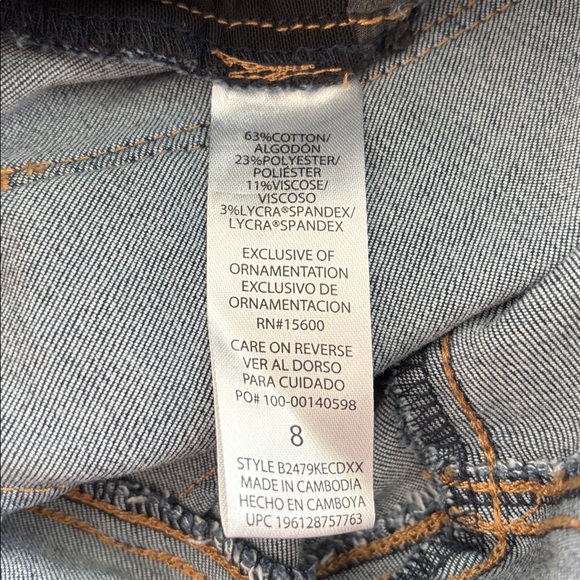 63%COTTON/
ALGODÓN
23%POLYESTER/
POLIÉSTER
11%VISCOSE/
VISCOSO
3%LYCRA®SPANDEX/
LYCRA®SPANDEX
EXCLUSIVE OF
ORNAMENTATION
EXCLUSIVO DE
ORNAMENTACION
RN#15600
CARE ON REVERSE
VER AL DORSO
PARA CUIDADO
PO# 100-00140598
8
STYLE B2479KECDXX
MADE IN CAMBODIA
HECHO EN CAMBOYA
UPC 196128757763